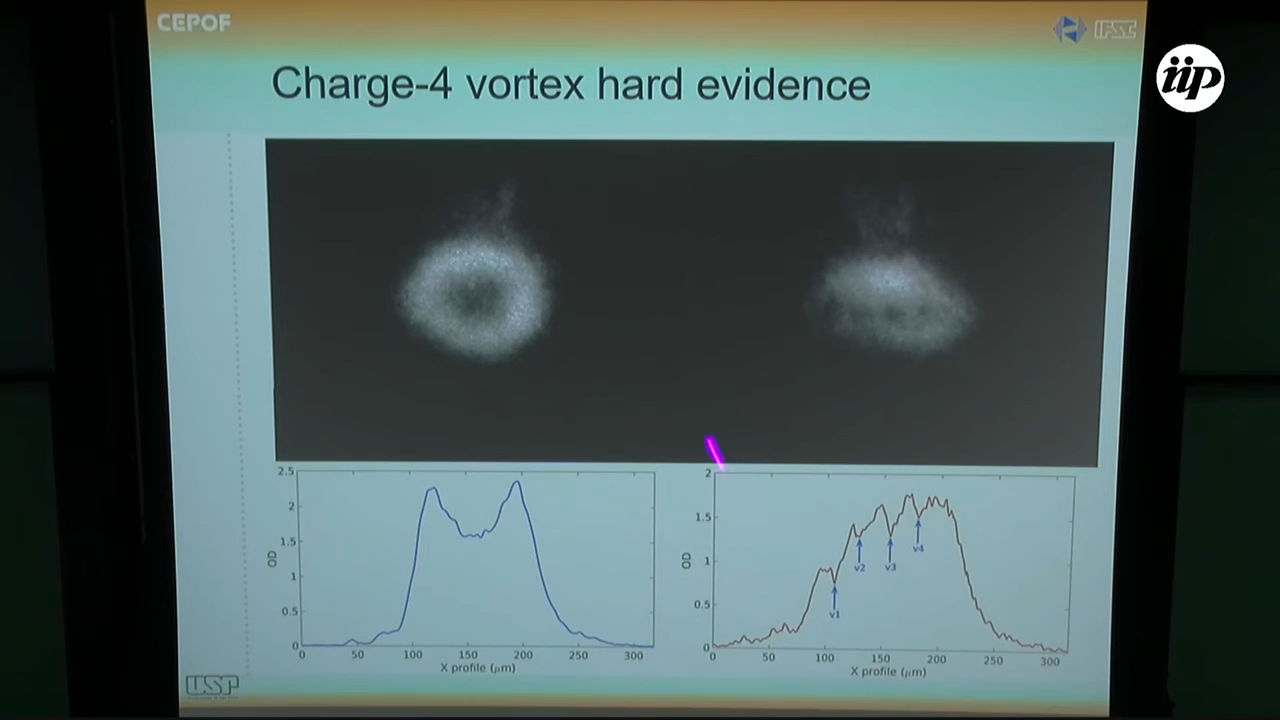 CEPOF
IFSC
iip
Charge-4 vortex hard evidence
2.5
2
1.5
1
0.5
0
OD
0 50 100 150 200 250 300
X profile (μm)
2
1.5
1
0.5
0
OD
v1
v2
v3
v4
0 50 100 150 200 250 300
X profile (μm)
USP